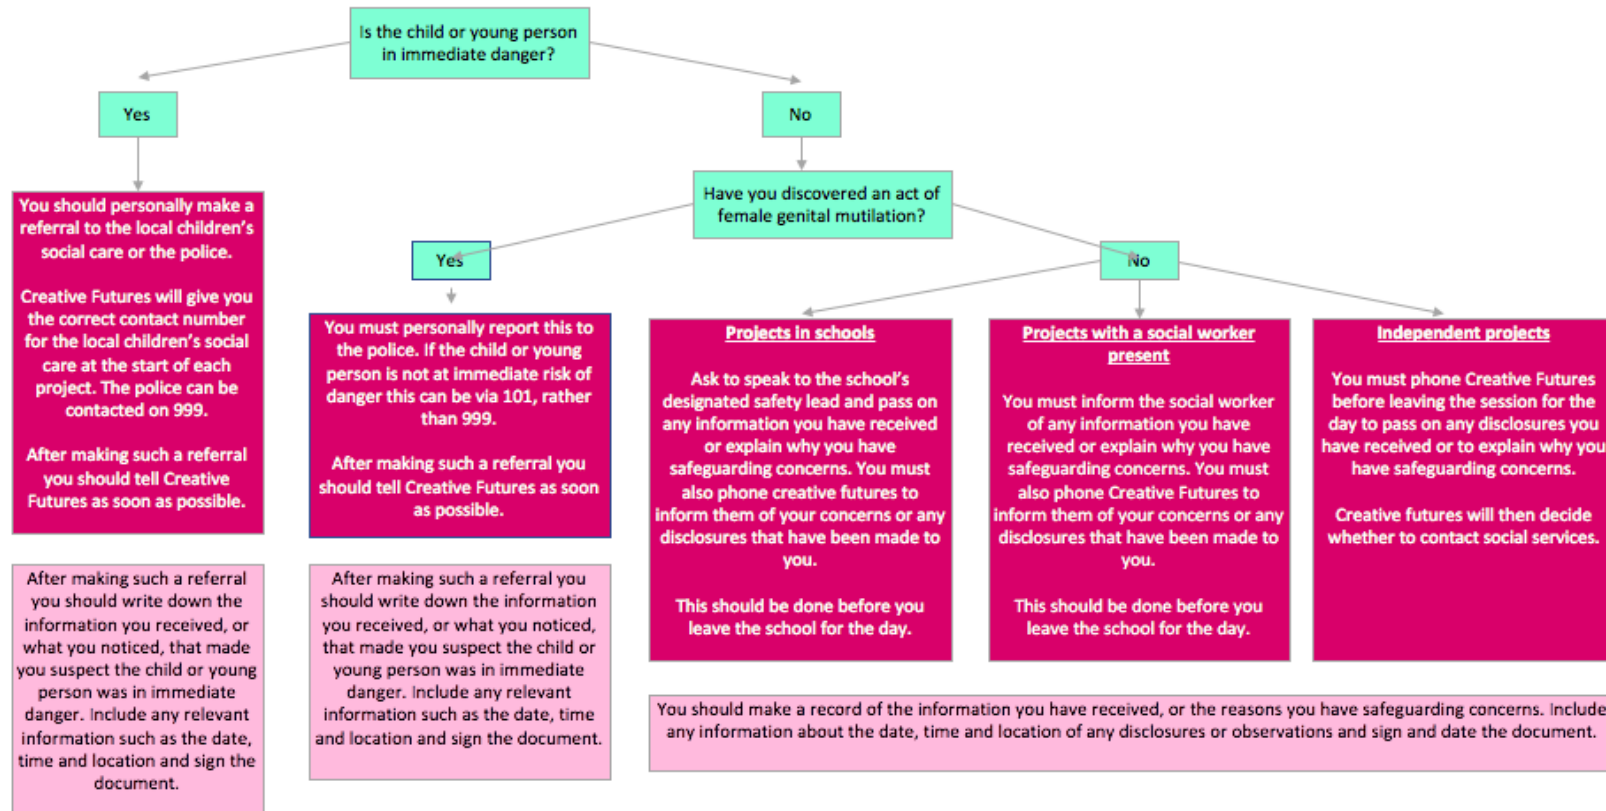 Is the child or young person
in immediate danger?
Yes
No
Have you discovered an act of
female genital mutilation?
Yes
No
You should personally make a
referral to the local children's
social care or the police.
Creative Futures will give you
the correct contact number
for the local children's social
care at the start of each
project. The police can be
contacted on 999.
After making such a referral
you should tell Creative
Futures as soon as possible.
You must personally report this to
the police. If the child or young
person is not at immediate risk of
danger this can be via 101, rather
than 999.
After making such a referral you
should tell Creative Futures as soon
as possible.
Projects in schools
Ask to speak to the school's
designated safety lead and pass on
any information you have received
or explain why you have
safeguarding concerns. You must
also phone creative futures to
inform them of your concerns or any
disclosures that have been made to
you.
This should be done before you
leave the school for the day.
Projects with a social worker
present
You must inform the social worker
of any information you have
received or explain why you have
safeguarding concerns. You must
also phone Creative Futures to
inform them of your concerns or any
disclosures that have been made to
you.
This should be done before you
leave the school for the day.
Independent projects
You must phone Creative Futures
before leaving the session for the
day to pass on any disclosures you
have received or to explain why you
have safeguarding concerns.
Creative futures will then decide
whether to contact social services.
After making such a referral
you should write down the
information you received, or
what you noticed, that made
you suspect the child or young
person was in immediate
danger. Include any relevant
information such as the date,
time and location and sign the
document.
After making such a referral you
should write down the information
you received, or what you noticed,
that made you suspect the child or
young person was in immediate
danger. Include any relevant
information such as the date, time
and location and sign the document.
You should make a record of the information you have received, or the reasons you have safeguarding concerns. Include
any information about the date, time and location of any disclosures or observations and sign and date the document.